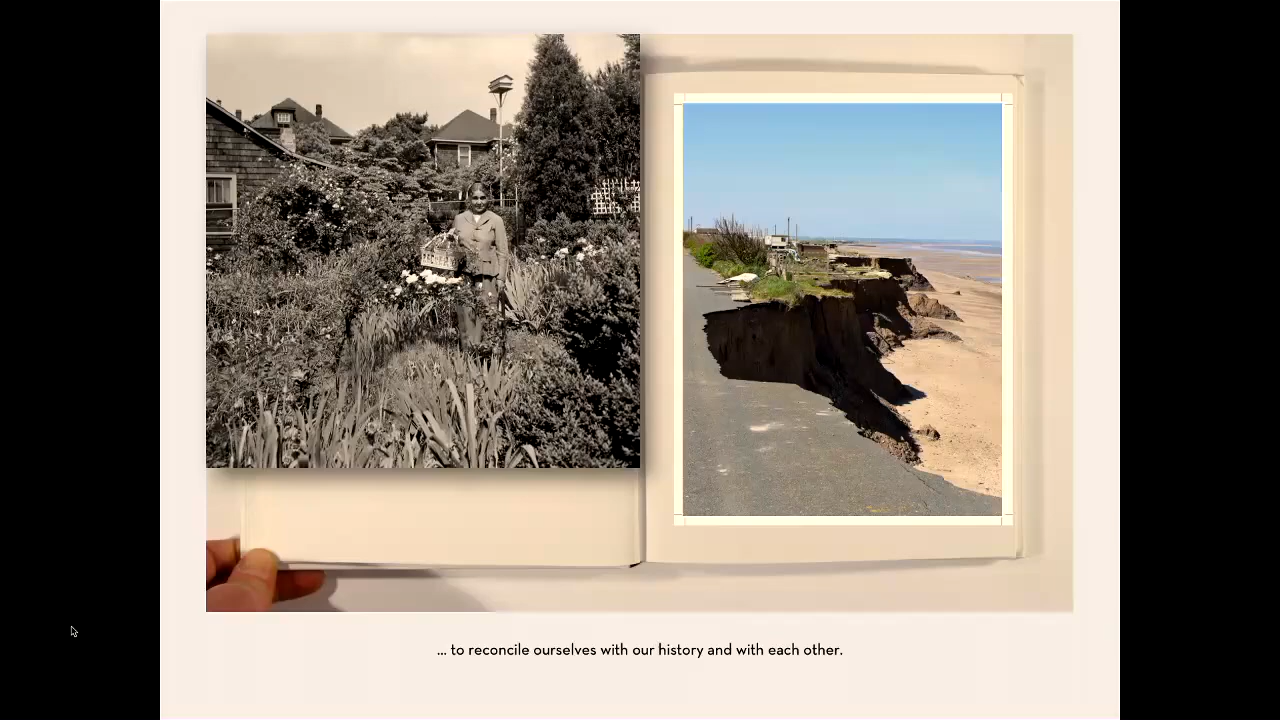 ... to reconcile ourselves with our history and with each other.